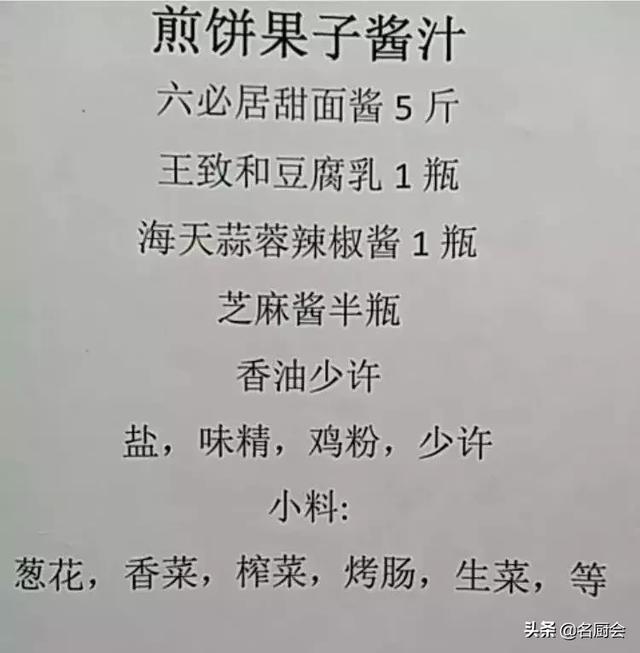 煎饼果子酱汁
六必居甜面酱 5 斤
王致和豆腐乳 1 瓶
海天蒜蓉辣椒酱 1 瓶
芝麻酱半瓶
香油少许
盐，味精，鸡粉，少许
小料:
葱花，香菜，榨菜，烤肠，生菜，等
头条 @名厨会